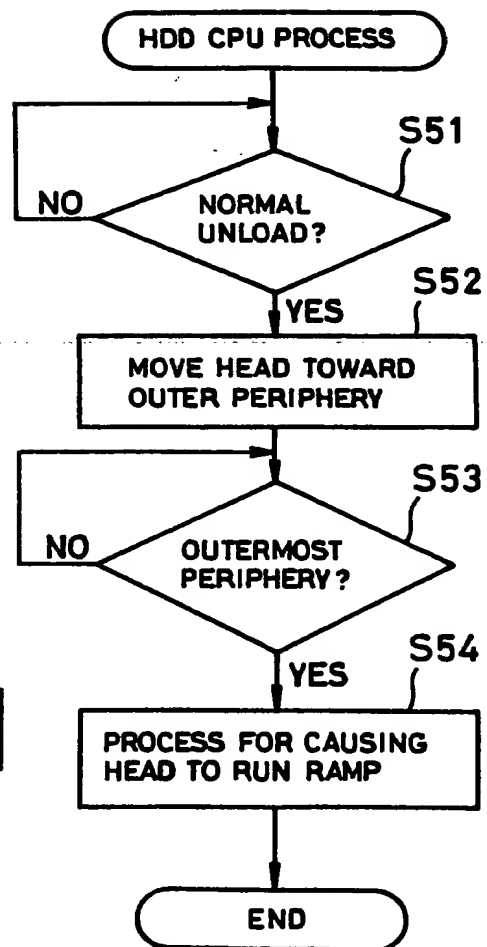 HDD CPU PROCESS
S51
NORMAL
UNLOAD?
NO
YES
S52
MOVE HEAD TOWARD
OUTER PERIPHERY
S53
OUTERMOST
PERIPHERY?
NO
YES
S54
PROCESS FOR CAUSING
HEAD TO RUN RAMP
END